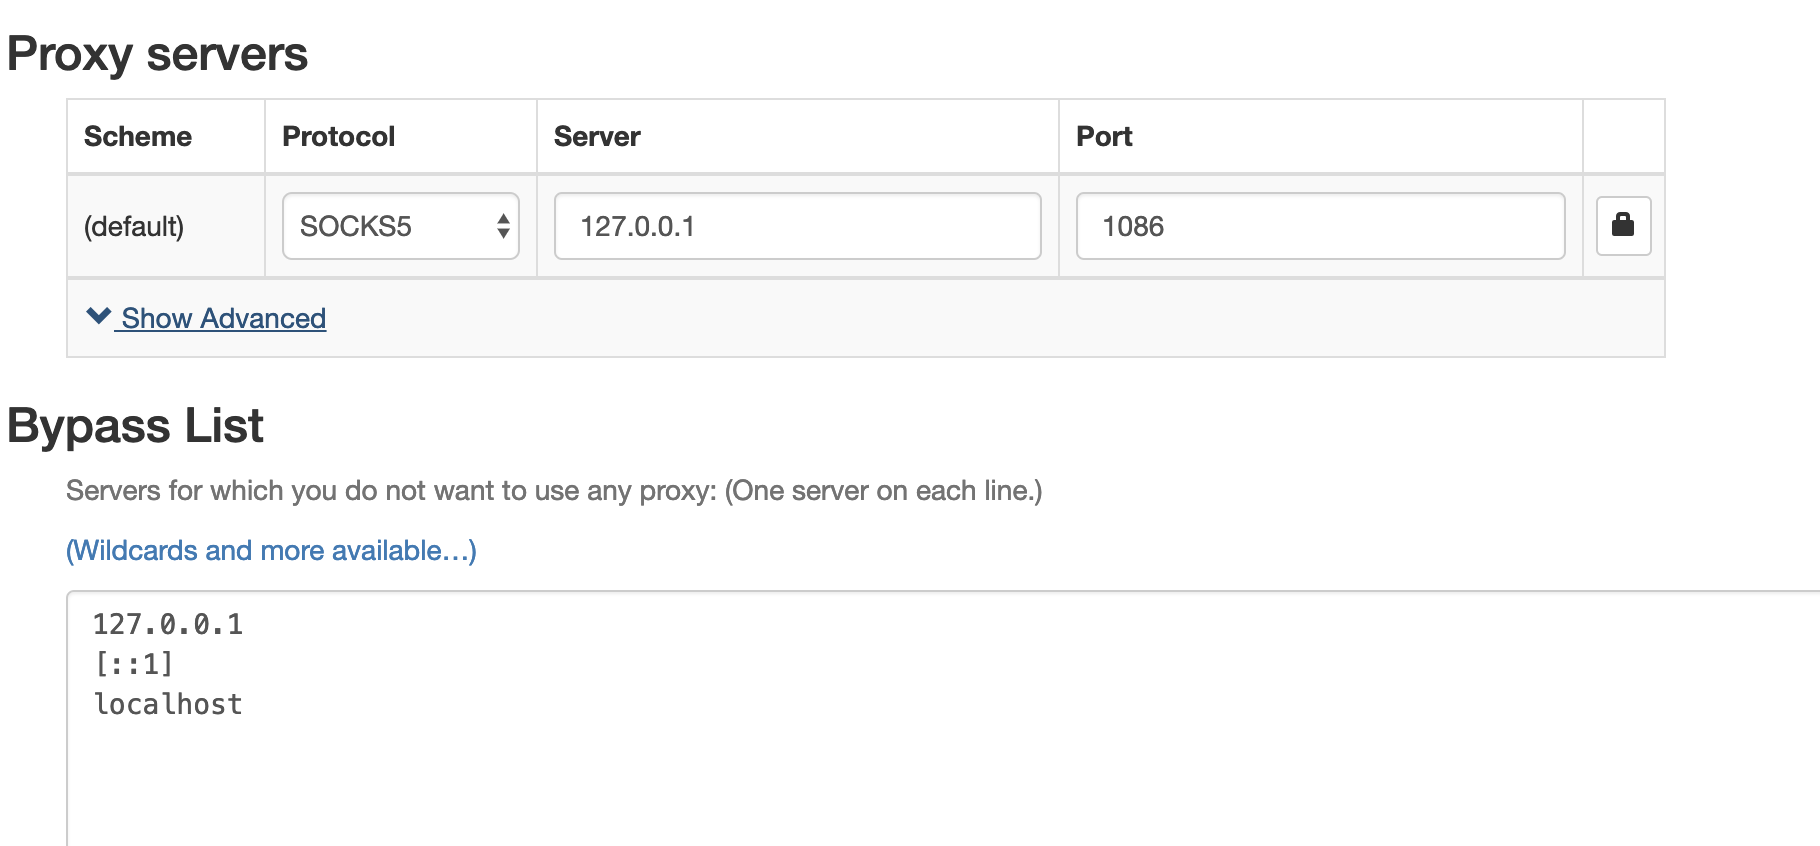 Proxy servers
Scheme Protocol Server Port
(default) SOCKS5 127.0.0.1 1086
Show Advanced
Bypass List
Servers for which you do not want to use any proxy: (One server on each line.)
(Wildcards and more available…)
127.0.0.1
[::1]
localhost